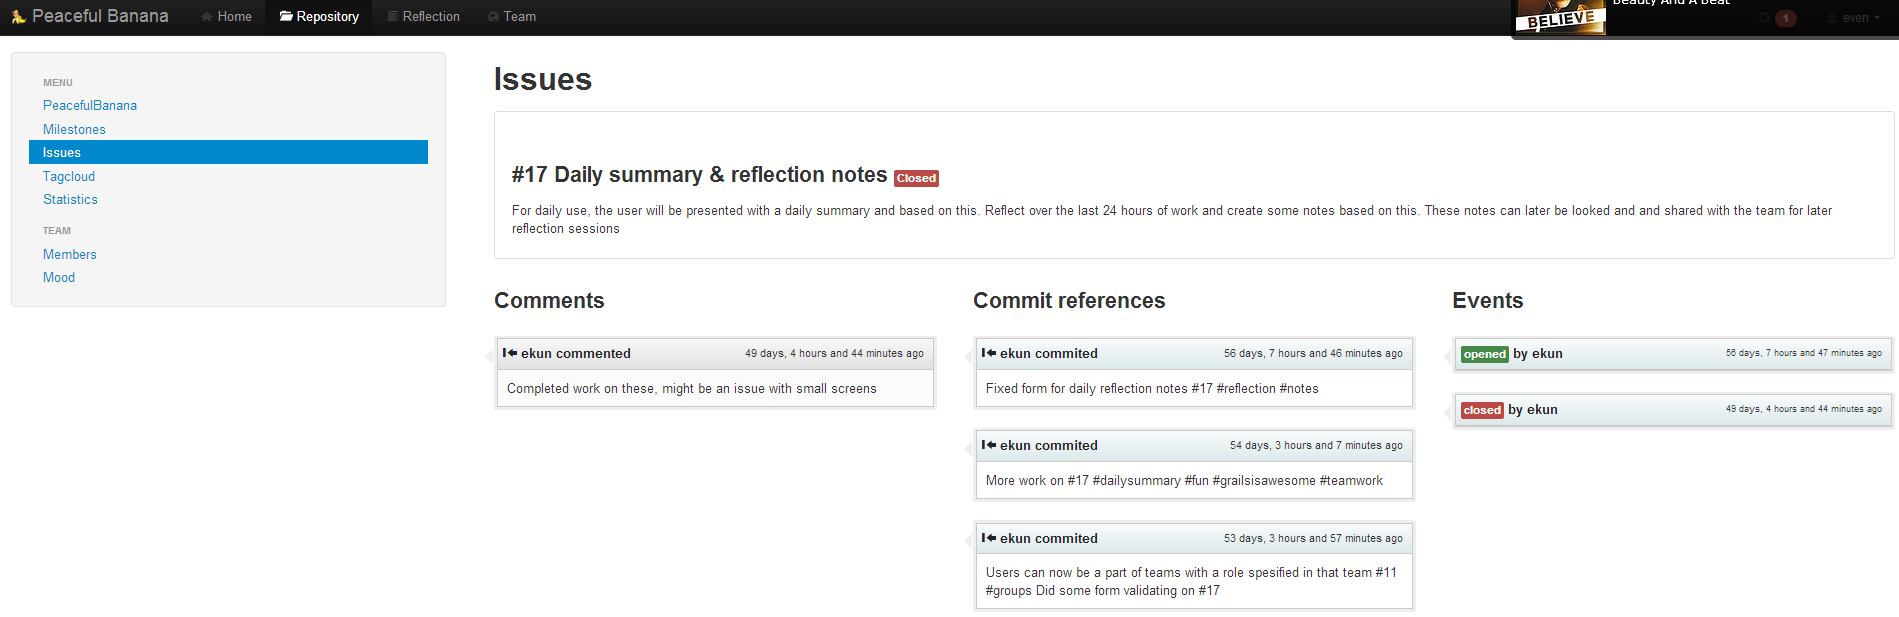 Peaceful Banana Home Repository Reflection Team
BELIEVE
Beauty And A Beat
1 even
MENU
PeacefulBanana
Milestones
Issues
Tagcloud
Statistics
TEAM
Members
Mood
Issues
#17 Daily summary & reflection notes Closed
For daily use, the user will be presented with a daily summary and based on this. Reflect over the last 24 hours of work and create some notes based on this. These notes can later be looked and and shared with the team for later
reflection sessions
Comments
ekun commented 49 days, 4 hours and 44 minutes ago
Completed work on these, might be an issue with small screens
Commit references
ekun commited 56 days, 7 hours and 46 minutes ago
Fixed form for daily reflection notes #17 #reflection #notes
ekun commited 54 days, 3 hours and 7 minutes ago
More work on #17 #dailysummary #fun #grailsisawesome #teamwork
ekun commited 53 days, 3 hours and 57 minutes ago
Users can now be a part of teams with a role spesified in that team #11
#groups Did some form validating on #17
Events
opened by ekun 56 days, 7 hours and 47 minutes ago
closed by ekun 49 days, 4 hours and 44 minutes ago